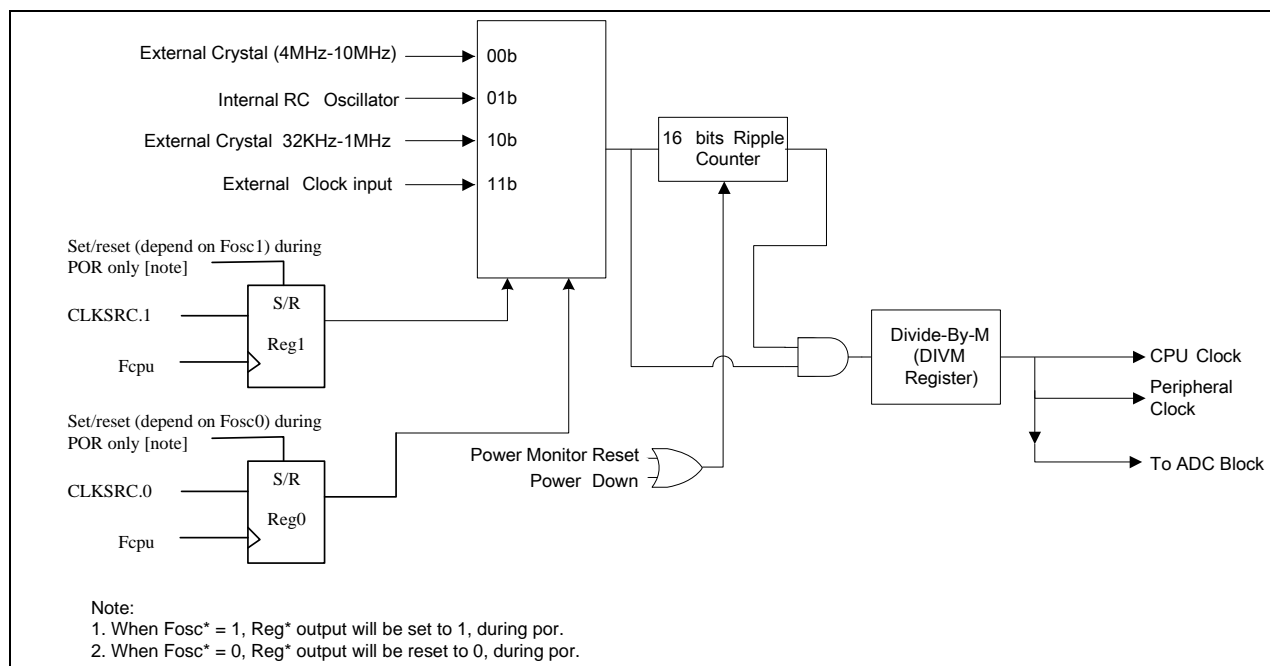 External Crystal (4MHz-10MHz)
00b
Internal RC Oscillator
01b
External Crystal 32KHz-1MHz
10b
External Clock input
11b
16 bits Ripple
Counter
Set/reset (depend on Fosc1) during
POR only [note]
S/R
CLKSRC.1
Reg1
Fcpu
Divide-By-M
(DIVM
Register)
CPU Clock
Peripheral
Clock
To ADC Block
Set/reset (depend on Fosc0) during
POR only [note]
S/R
CLKSRC.0
Reg0
Fcpu
Power Monitor Reset
Power Down
Note:
1. When Fosc* = 1, Reg* output will be set to 1, during por.
2. When Fosc* = 0, Reg* output will be reset to 0, during por.